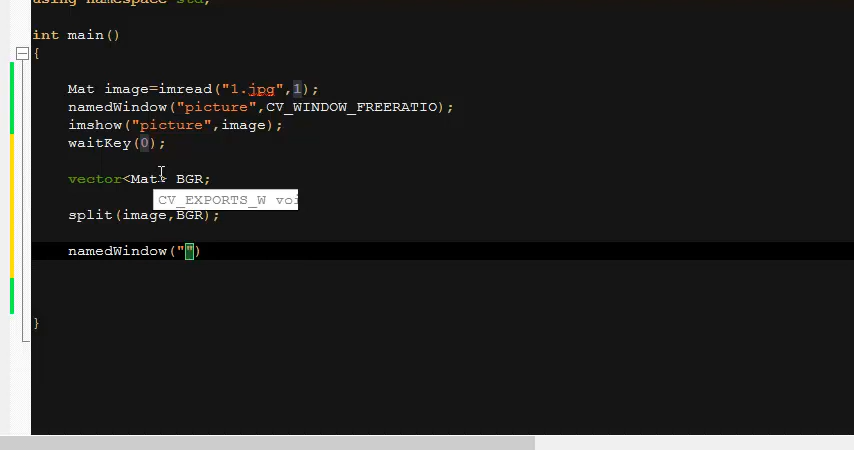 using namespace std;
int main()
{
Mat image=imread("1.jpg",1);
namedWindow("picture",CV_WINDOW_FREERATIO);
imshow("picture",image);
waitKey(0);
vector<Mat> BGR;
CV_EXPORTS_W voi
split(image,BGR);
namedWindow("")
}